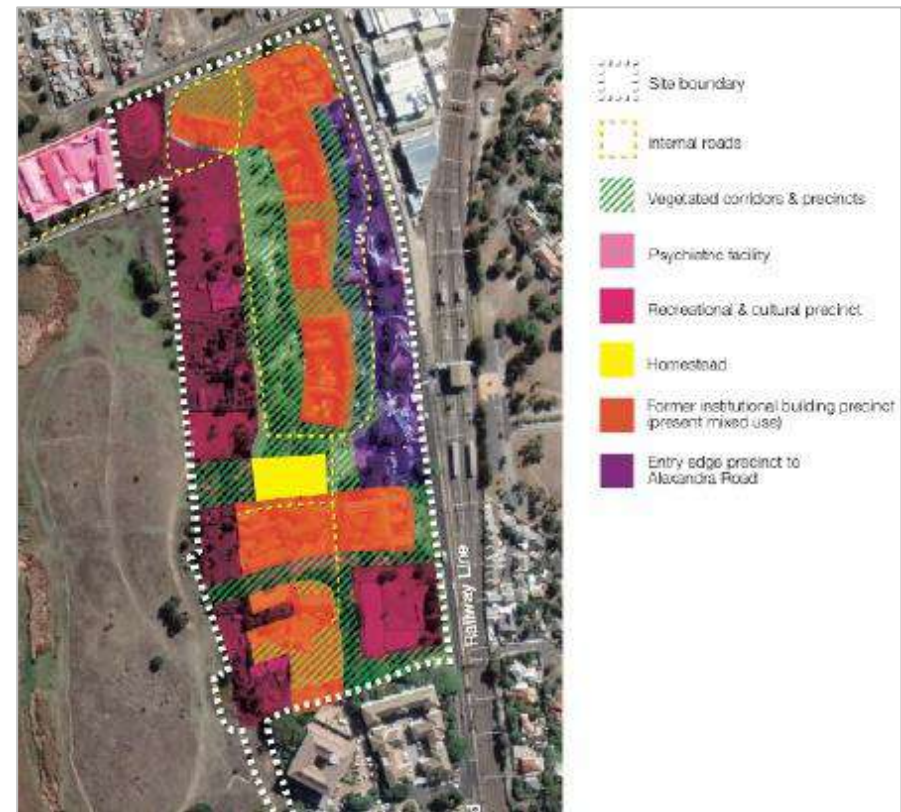 Site boundary
Internal roads
Vegetated corridors & precincts
Psychiatric facility
Recreational & cultural precinct
Homestead
Former institutional building precinct
(present mixed use)
Entry edge precinct to
Alexandra Road
Railway Line